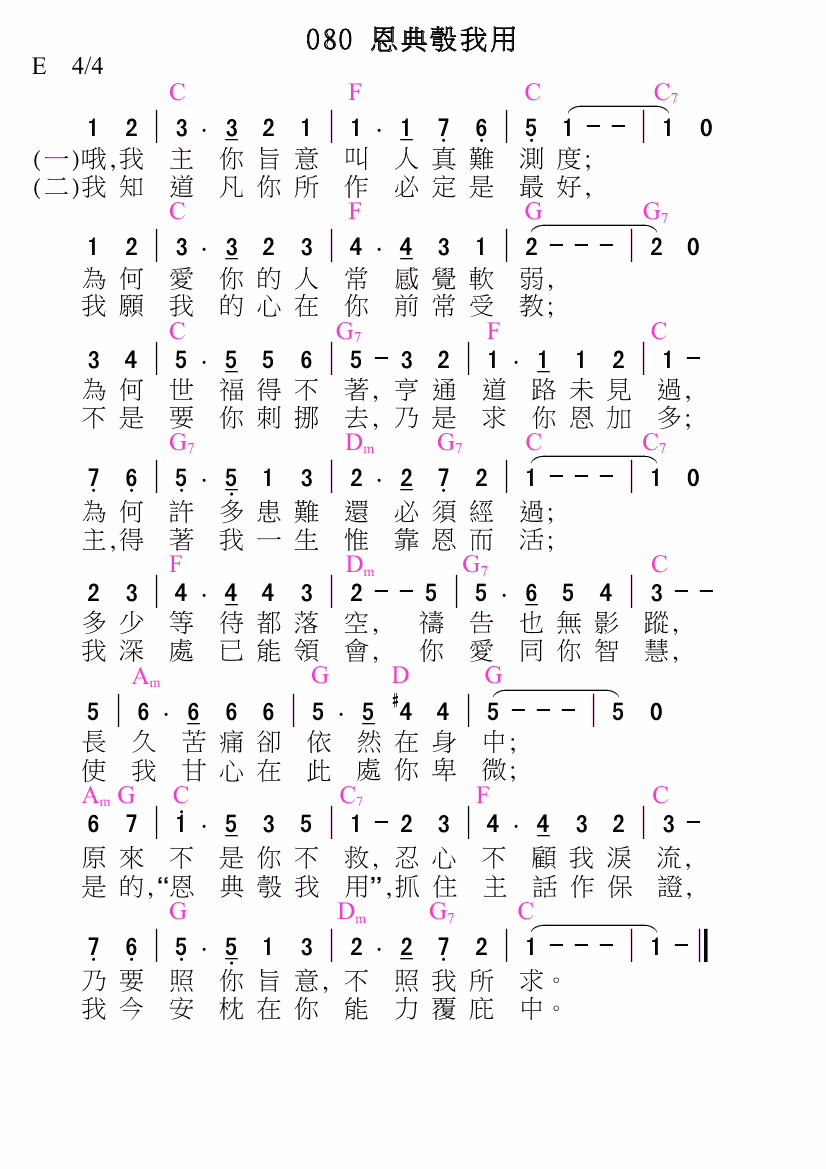 080 恩典彀我用
E 4/4
C F C C7
1 2 | 3 . 3 2 1 | 1 . 1 7 6 | 5 1 － － | 1 0
(一)哦,我 主 你 旨 意 叫 人 真 難 測 度;
(二)我 知 道 凡 你 所 作 必 定 是 最 好,
C F G G7
1 2 | 3 . 3 2 3 | 4 . 4 3 1 | 2 － － － | 2 0
為 何 愛 你 的 人 常 感 覺 軟 弱,
我 願 我 的 心 在 你 前 常 受 教;
C G7 F C
3 4 | 5 . 5 5 6 | 5 － 3 2 | 1 . 1 1 2 | 1 －
為 何 世 福 得 不 著, 亨 通 道 路 未 見 過,
不 是 要 你 刺 挪 去, 乃 是 求 你 恩 加 多;
G7 Dm G7 C C7
7 6 | 5 . 5 1 3 | 2 . 2 7 2 | 1 － － － | 1 0
為 何 許 多 患 難 還 必 須 經 過;
主,得 著 我 一 生 惟 靠 恩 而 活;
F Dm G7 C
2 3 | 4 . 4 4 3 | 2 － － 5 | 5 . 6 5 4 | 3 － －
多 少 等 待 都 落 空, 禱 告 也 無 影 蹤,
我 深 處 已 能 領 會, 你 愛 同 你 智 慧,
Am G D G
5 | 6 . 6 6 6 | 5 . 5 #4 4 | 5 － － － | 5 0
長 久 苦 痛 卻 依 然 在 身 中;
使 我 甘 心 在 此 處 你 卑 微;
Am G C C7 F C
6 7 | 1 . 5 3 5 | 1 － 2 3 | 4 . 4 3 2 | 3 －
原 來 不 是 你 不 救, 忍 心 不 顧 我 淚 流,
是 的,“恩 典 彀 我 用”,抓 住 主 話 作 保 證,
G Dm G7 C
7 6 | 5 . 5 1 3 | 2 . 2 7 2 | 1 － － － | 1 － ||
乃 要 照 你 旨 意, 不 照 我 所 求。
我 今 安 枕 在 你 能 力 覆 庇 中。